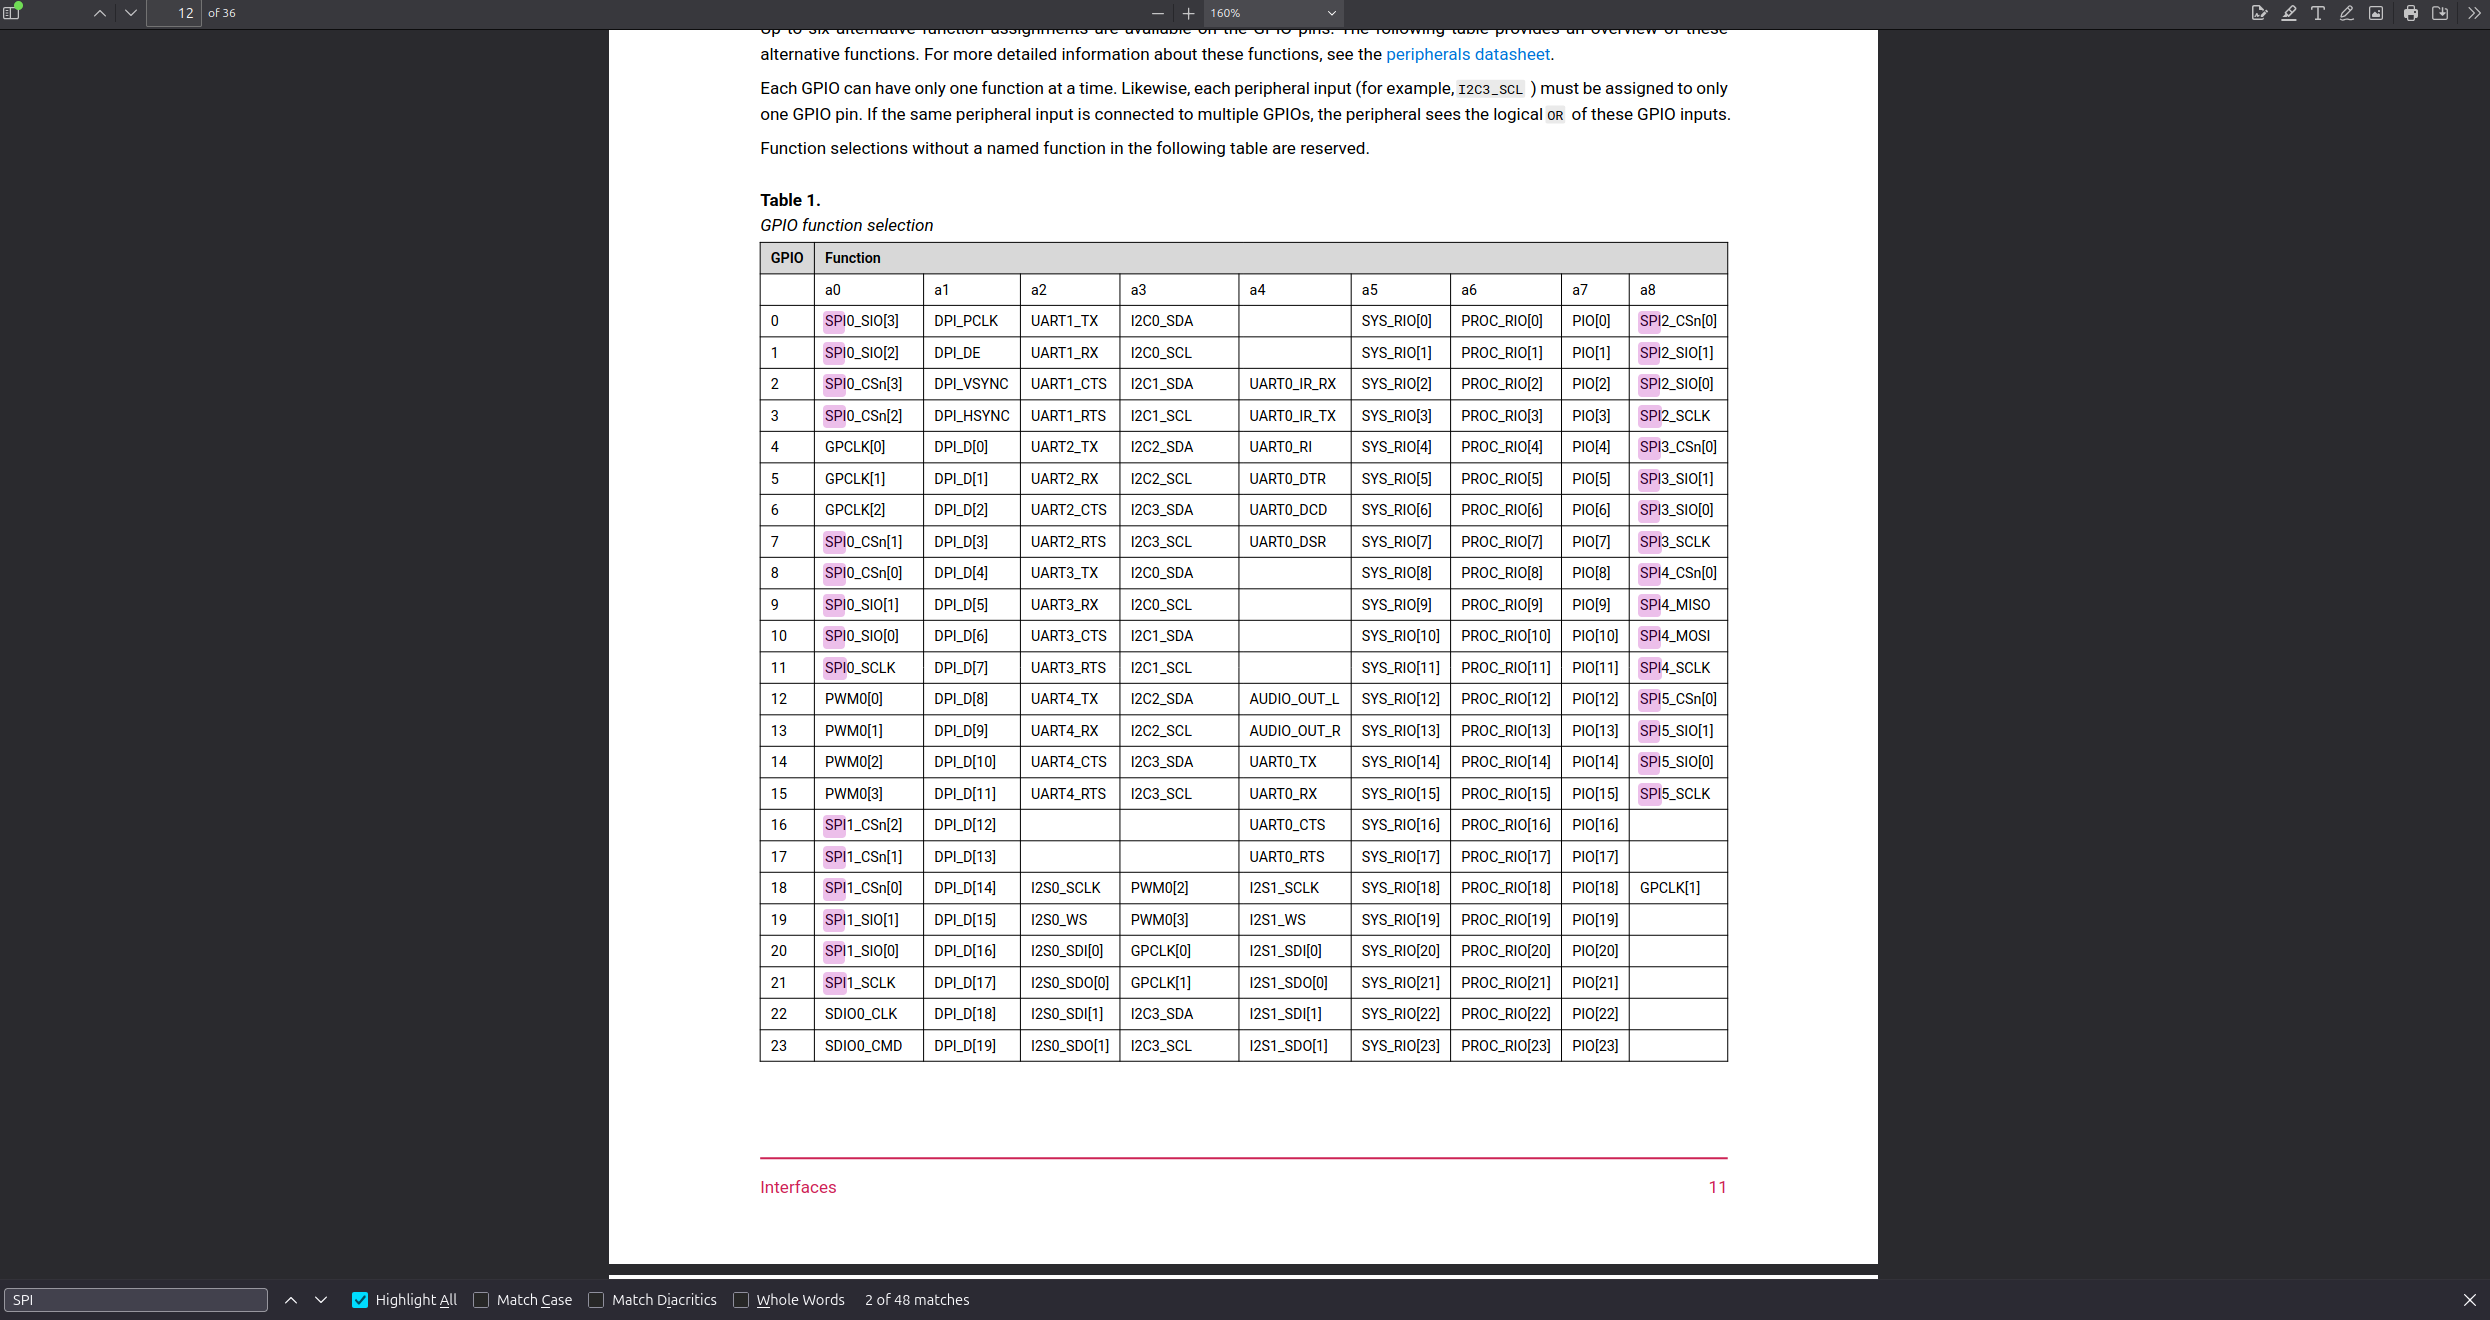 12 of 36
160%
Up to six alternative function assignments are available on the GPIO pins. The following table provides an overview of these
alternative functions. For more detailed information about these functions, see the peripherals datasheet.
Each GPIO can have only one function at a time. Likewise, each peripheral input (for example, I2C3_SCL ) must be assigned to only
one GPIO pin. If the same peripheral input is connected to multiple GPIOs, the peripheral sees the logical OR of these GPIO inputs.
Function selections without a named function in the following table are reserved.
Table 1.
GPIO function selection
GPIO Function
a0 a1 a2 a3 a4 a5 a6 a7 a8
0 SPI0_SIO[3] DPI_PCLK UART1_TX I2C0_SDA SYS_RIO[0] PROC_RIO[0] PIO[0] SPI2_CSn[0]
1 SPI0_SIO[2] DPI_DE UART1_RX I2C0_SCL SYS_RIO[1] PROC_RIO[1] PIO[1] SPI2_SIO[1]
2 SPI0_CSn[3] DPI_VSYNC UART1_CTS I2C1_SDA UART0_IR_RX SYS_RIO[2] PROC_RIO[2] PIO[2] SPI2_SIO[0]
3 SPI0_CSn[2] DPI_HSYNC UART1_RTS I2C1_SCL UART0_IR_TX SYS_RIO[3] PROC_RIO[3] PIO[3] SPI2_SCLK
4 GPCLK[0] DPI_D[0] UART2_TX I2C2_SDA UART0_RI SYS_RIO[4] PROC_RIO[4] PIO[4] SPI3_CSn[0]
5 GPCLK[1] DPI_D[1] UART2_RX I2C2_SCL UART0_DTR SYS_RIO[5] PROC_RIO[5] PIO[5] SPI3_SIO[1]
6 GPCLK[2] DPI_D[2] UART2_CTS I2C3_SDA UART0_DCD SYS_RIO[6] PROC_RIO[6] PIO[6] SPI3_SIO[0]
7 SPI0_CSn[1] DPI_D[3] UART2_RTS I2C3_SCL UART0_DSR SYS_RIO[7] PROC_RIO[7] PIO[7] SPI3_SCLK
8 SPI0_CSn[0] DPI_D[4] UART3_TX I2C0_SDA SYS_RIO[8] PROC_RIO[8] PIO[8] SPI4_CSn[0]
9 SPI0_SIO[1] DPI_D[5] UART3_RX I2C0_SCL SYS_RIO[9] PROC_RIO[9] PIO[9] SPI4_MISO
10 SPI0_SIO[0] DPI_D[6] UART3_CTS I2C1_SDA SYS_RIO[10] PROC_RIO[10] PIO[10] SPI4_MOSI
11 SPI0_SCLK DPI_D[7] UART3_RTS I2C1_SCL SYS_RIO[11] PROC_RIO[11] PIO[11] SPI4_SCLK
12 PWM0[0] DPI_D[8] UART4_TX I2C2_SDA AUDIO_OUT_L SYS_RIO[12] PROC_RIO[12] PIO[12] SPI5_CSn[0]
13 PWM0[1] DPI_D[9] UART4_RX I2C2_SCL AUDIO_OUT_R SYS_RIO[13] PROC_RIO[13] PIO[13] SPI5_SIO[1]
14 PWM0[2] DPI_D[10] UART4_CTS I2C3_SDA UART0_TX SYS_RIO[14] PROC_RIO[14] PIO[14] SPI5_SIO[0]
15 PWM0[3] DPI_D[11] UART4_RTS I2C3_SCL UART0_RX SYS_RIO[15] PROC_RIO[15] PIO[15] SPI5_SCLK
16 SPI1_CSn[2] DPI_D[12] UART0_CTS SYS_RIO[16] PROC_RIO[16] PIO[16]
17 SPI1_CSn[1] DPI_D[13] UART0_RTS SYS_RIO[17] PROC_RIO[17] PIO[17]
18 SPI1_CSn[0] DPI_D[14] I2S0_SCLK PWM0[2] I2S1_SCLK SYS_RIO[18] PROC_RIO[18] PIO[18] GPCLK[1]
19 SPI1_SIO[1] DPI_D[15] I2S0_WS PWM0[3] I2S1_WS SYS_RIO[19] PROC_RIO[19] PIO[19]
20 SPI1_SIO[0] DPI_D[16] I2S0_SDI[0] GPCLK[0] I2S1_SDI[0] SYS_RIO[20] PROC_RIO[20] PIO[20]
21 SPI1_SCLK DPI_D[17] I2S0_SDO[0] GPCLK[1] I2S1_SDO[0] SYS_RIO[21] PROC_RIO[21] PIO[21]
22 SDIO0_CLK DPI_D[18] I2S0_SDI[1] I2C3_SDA I2S1_SDI[1] SYS_RIO[22] PROC_RIO[22] PIO[22]
23 SDIO0_CMD DPI_D[19] I2S0_SDO[1] I2C3_SCL I2S1_SDO[1] SYS_RIO[23] PROC_RIO[23] PIO[23]
Interfaces 11
SPI Highlight All Match Case Match Diacritics Whole Words 2 of 48 matches